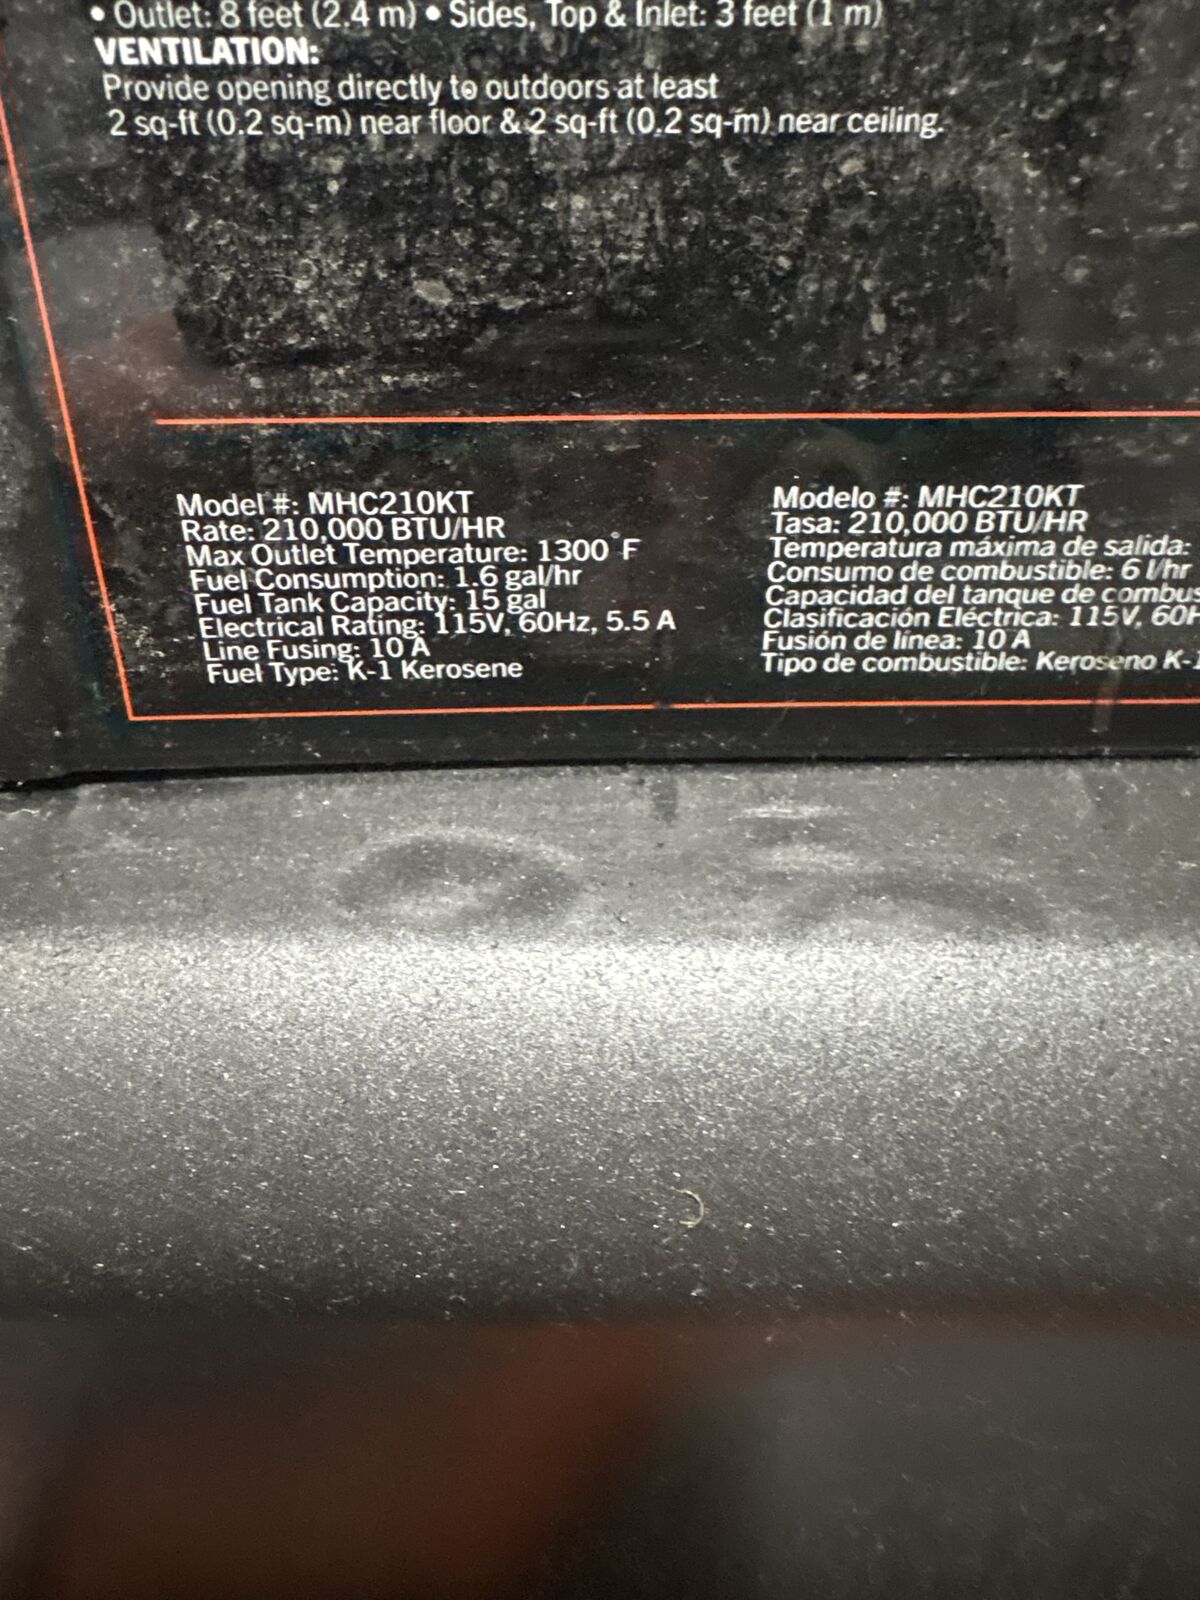 • Outlet: 8 feet (2.4 m) • Sides, Top & Inlet: 3 feet (1 m)
VENTILATION:
Provide opening directly to outdoors at least
2 sq-ft (0.2 sq-m) near floor & 2 sq-ft (0.2 sq-m) near ceiling.
Model #: MHC210KT
Rate: 210,000 BTU/HR
Max Outlet Temperature: 1300°F
Fuel Consumption: 1.6 gal/hr
Fuel Tank Capacity: 15 gal
Electrical Rating: 115V, 60Hz, 5.5 A
Line Fusing: 10 A
Fuel Type: K-1 Kerosene
Modelo #: MHC210KT
Tasa: 210,000 BTU/HR
Temperatura máxima de salida:
Consumo de combustible: 6 l/hr
Capacidad del tanque de combus
Clasificación Eléctrica: 115V, 60H
Fusión de línea: 10 A
Tipo de combustible: Keroseno K-1